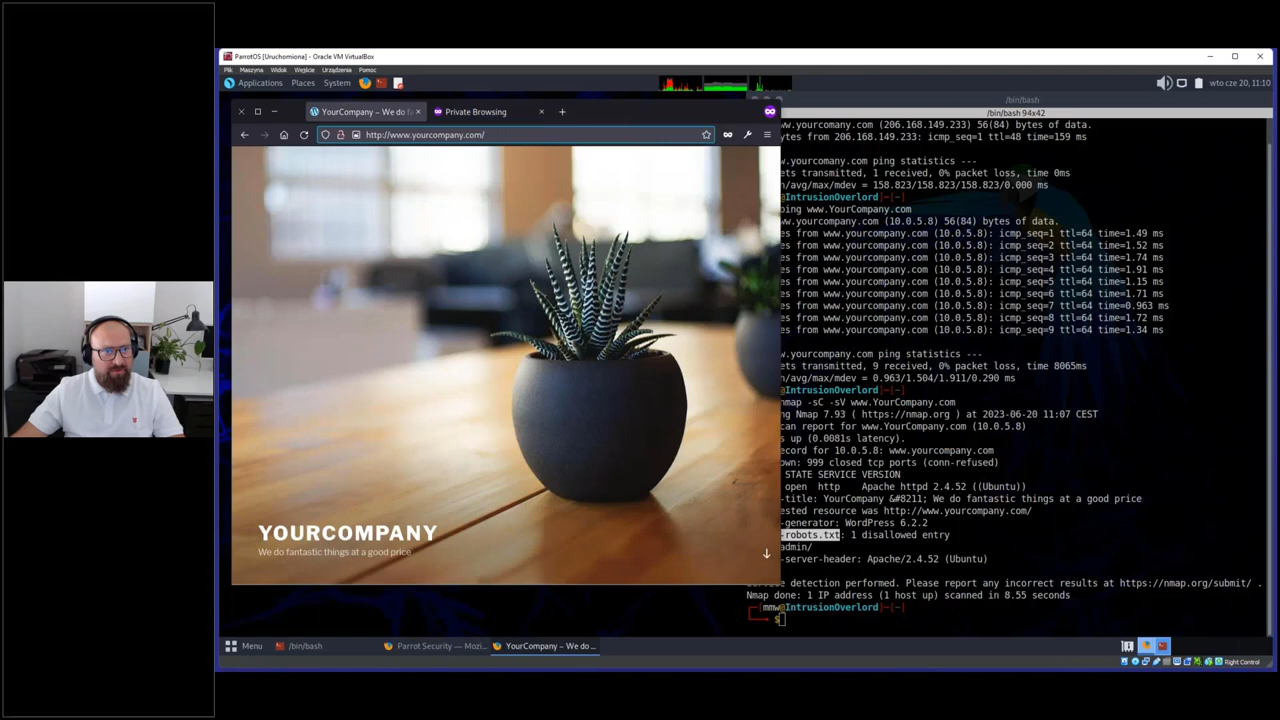 ParrotOS [Uruchomiona] - Oracle VM VirtualBox
Plik Maszyna Widok Wejście Urządzenia Pomoc
Applications Places System
wto cze 20, 11:10
YourCompany – We do f
Private Browsing
http://www.yourcompany.com/
YOURCOMPANY
We do fantastic things at a good price
/bin/bash
/bin/bash 94x42
ww.yourcomany.com (206.168.149.233) 56(84) bytes of data.
ytes from 206.168.149.233: icmp_seq=1 ttl=48 time=159 ms
w.yourcomany.com ping statistics ---
ets transmitted, 1 received, 0% packet loss, time 0ms
n/avg/max/mdev = 158.823/158.823/158.823/0.000 ms
@IntrusionOverlord]─[~]
ping www.YourCompany.com
ww.yourcompany.com (10.0.5.8) 56(84) bytes of data.
es from www.yourcompany.com (10.0.5.8): icmp_seq=1 ttl=64 time=1.49 ms
es from www.yourcompany.com (10.0.5.8): icmp_seq=2 ttl=64 time=1.52 ms
es from www.yourcompany.com (10.0.5.8): icmp_seq=3 ttl=64 time=1.74 ms
es from www.yourcompany.com (10.0.5.8): icmp_seq=4 ttl=64 time=1.91 ms
es from www.yourcompany.com (10.0.5.8): icmp_seq=5 ttl=64 time=1.15 ms
es from www.yourcompany.com (10.0.5.8): icmp_seq=6 ttl=64 time=1.71 ms
es from www.yourcompany.com (10.0.5.8): icmp_seq=7 ttl=64 time=0.963 ms
es from www.yourcompany.com (10.0.5.8): icmp_seq=8 ttl=64 time=1.72 ms
es from www.yourcompany.com (10.0.5.8): icmp_seq=9 ttl=64 time=1.34 ms
w.yourcompany.com ping statistics ---
ets transmitted, 9 received, 0% packet loss, time 8065ms
n/avg/max/mdev = 0.963/1.504/1.911/0.290 ms
@IntrusionOverlord]─[~]
nmap -sC -sV www.YourCompany.com
ng Nmap 7.93 ( https://nmap.org ) at 2023-06-20 11:07 CEST
can report for www.YourCompany.com (10.0.5.8)
s up (0.0081s latency).
ecord for 10.0.5.8: www.yourcompany.com
own: 999 closed tcp ports (conn-refused)
STATE SERVICE VERSION
open http Apache httpd 2.4.52 ((Ubuntu))
-title: YourCompany &#8211; We do fantastic things at a good price
ested resource was http://www.yourcompany.com/
-generator: WordPress 6.2.2
-robots.txt: 1 disallowed entry
admin/
-server-header: Apache/2.4.52 (Ubuntu)
Service detection performed. Please report any incorrect results at https://nmap.org/submit/ .
Nmap done: 1 IP address (1 host up) scanned in 8.55 seconds
[mmw@IntrusionOverlord]─[~]
$
Menu
/bin/bash
Parrot Security — Mozi...
YourCompany – We do ...
Right Control